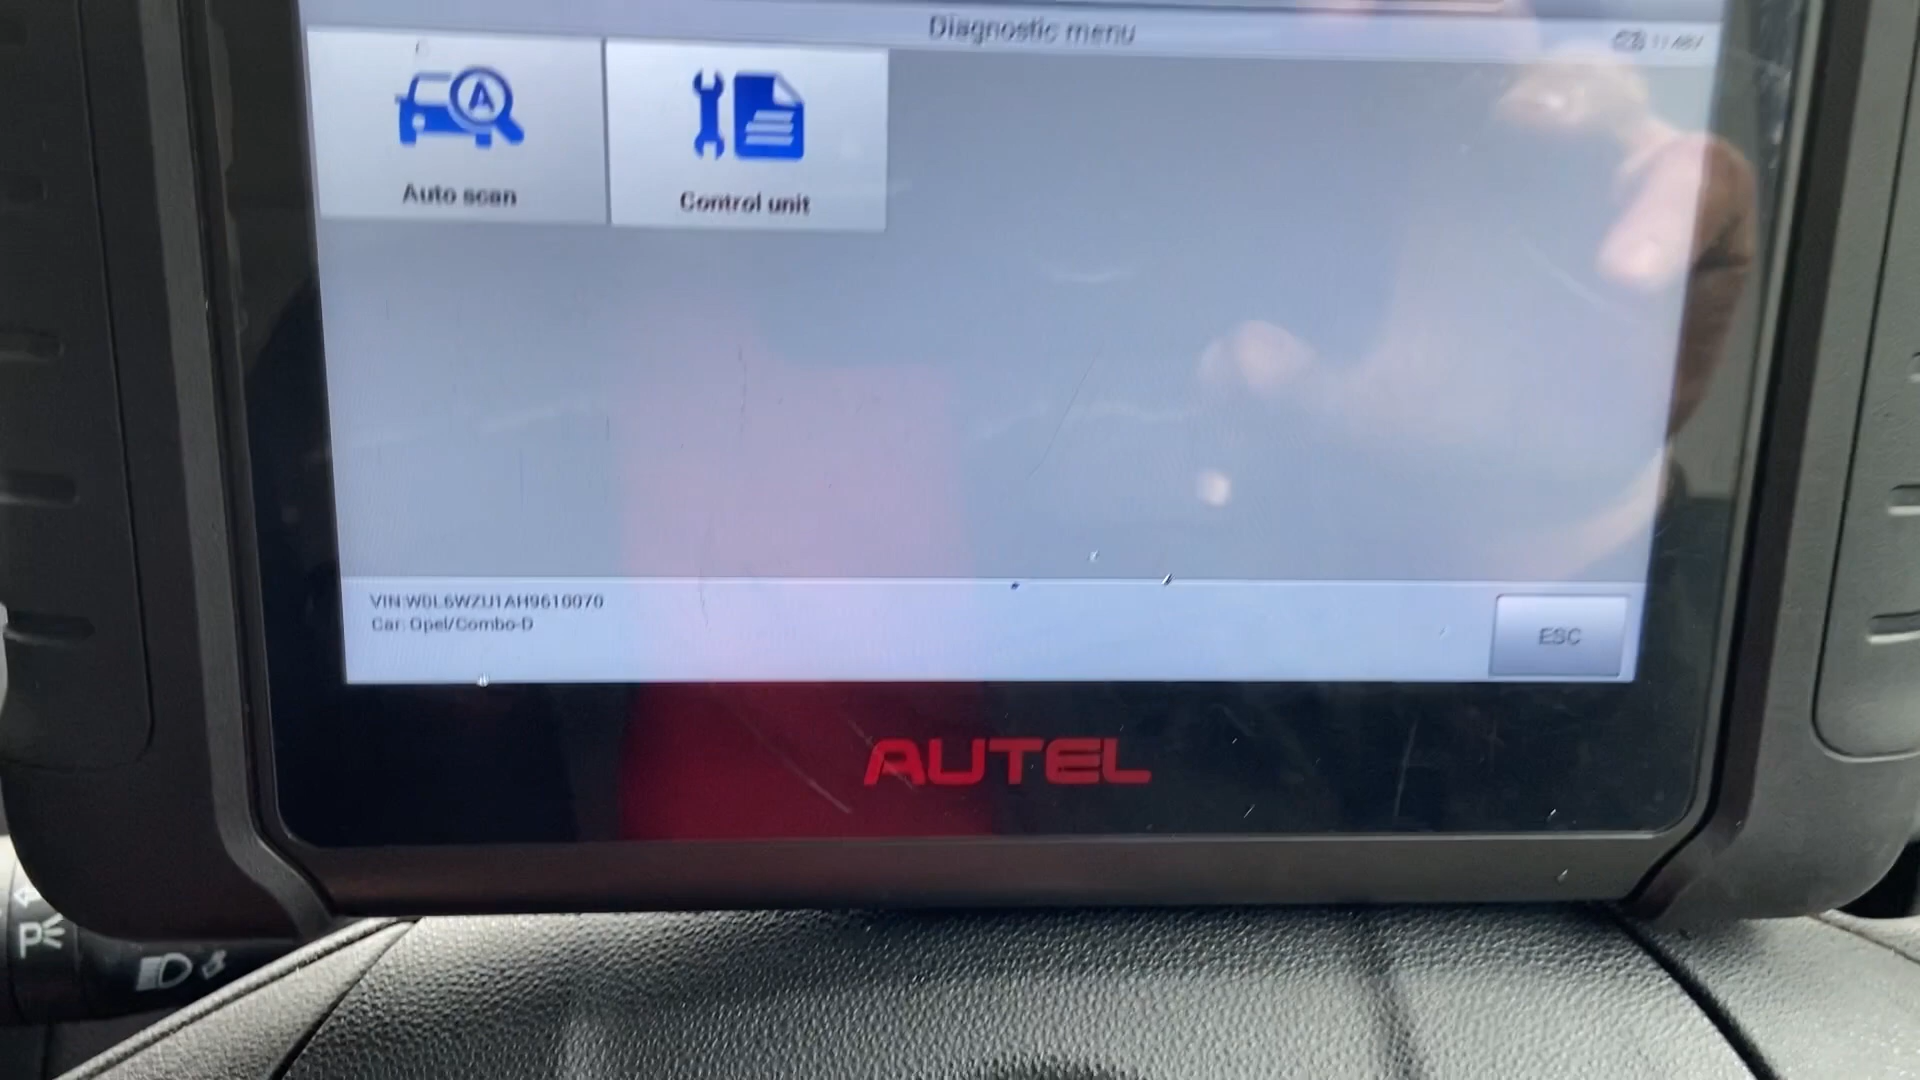 Diagnostic menu
A
Auto scan
Control unit
VIN:W0L6WZU1AH9610070
Car: Opel/Combo-D
ESC
AUTEL
P